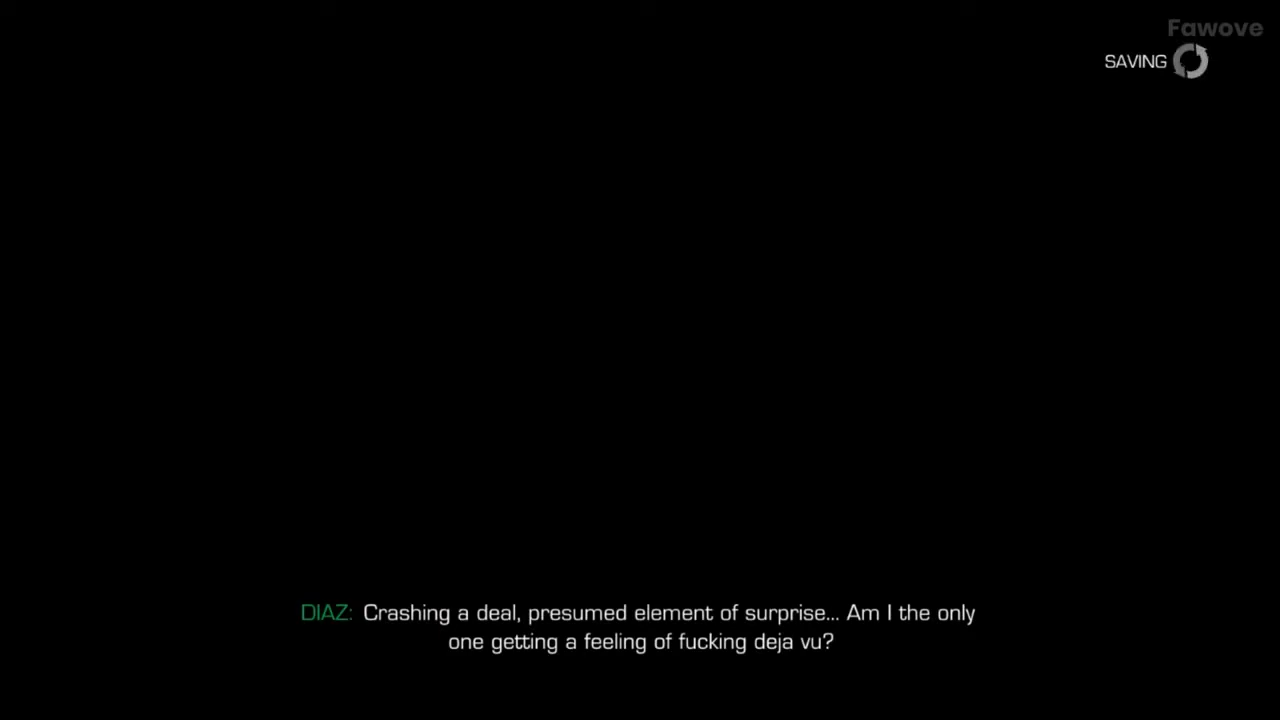 Fawove
SAVING
DIAZ: Crashing a deal, presumed element of surprise... Am I the only
one getting a feeling of fucking deja vu?